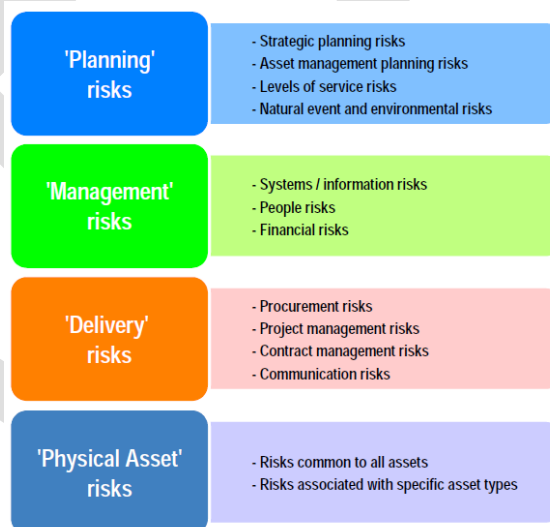 'Planning'
risks
- Strategic planning risks
- Asset management planning risks
- Levels of service risks
- Natural event and environmental risks
'Management'
risks
- Systems / information risks
- People risks
- Financial risks
'Delivery'
risks
- Procurement risks
- Project management risks
- Contract management risks
- Communication risks
'Physical Asset'
risks
- Risks common to all assets
- Risks associated with specific asset types